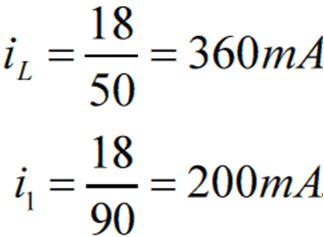 i_L = 18/50 = 360mA
i_1 = 18/90 = 200mA